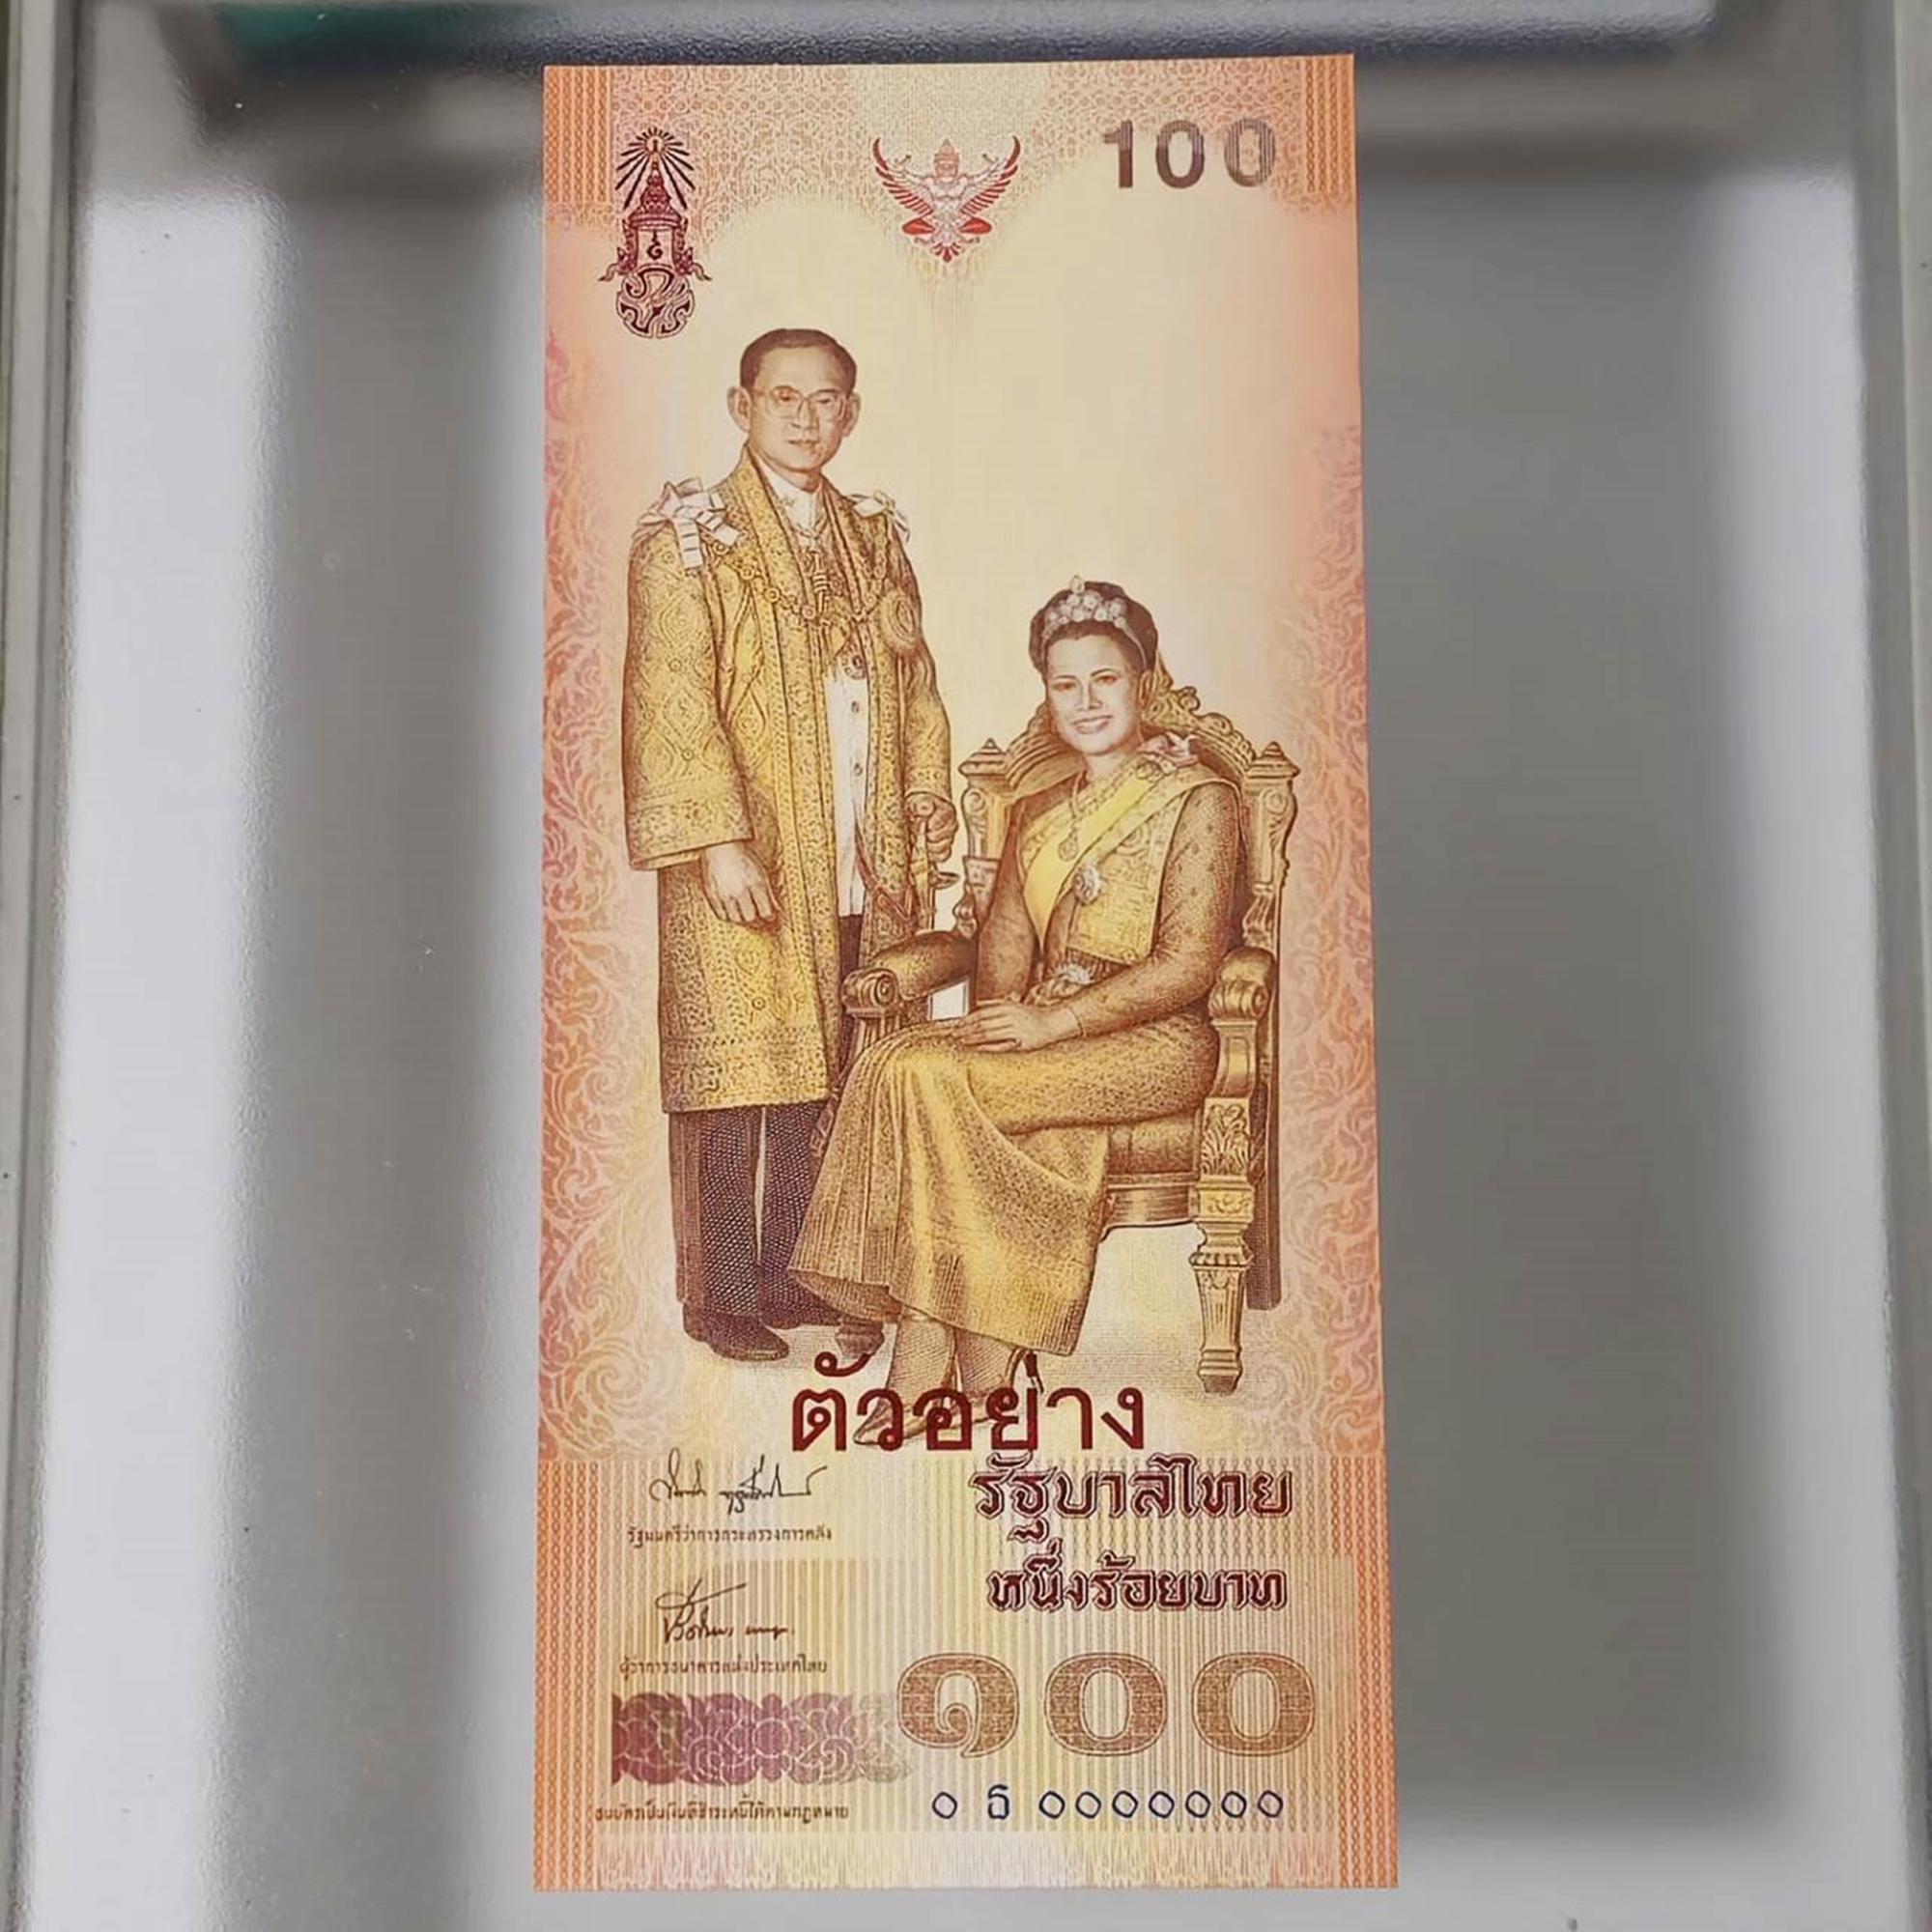 100
ตัวอย่าง
รัฐบาลไทย
รัฐมนตรีว่าการกระทรวงการคลัง
หนึ่งร้อยบาท
ผู้ว่าการธนาคารแห่งประเทศไทย
๑๐๐
ธนบัตรเป็นเงินที่ชำระหนี้ได้ตามกฎหมาย
๐ ธ ๐๐๐๐๐๐๐